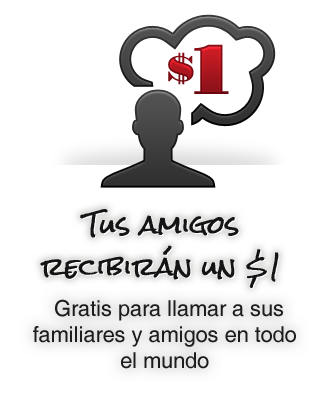 $1
Tus amigos
recibirán un $1
Gratis para llamar a sus
familiares y amigos en todo
el mundo